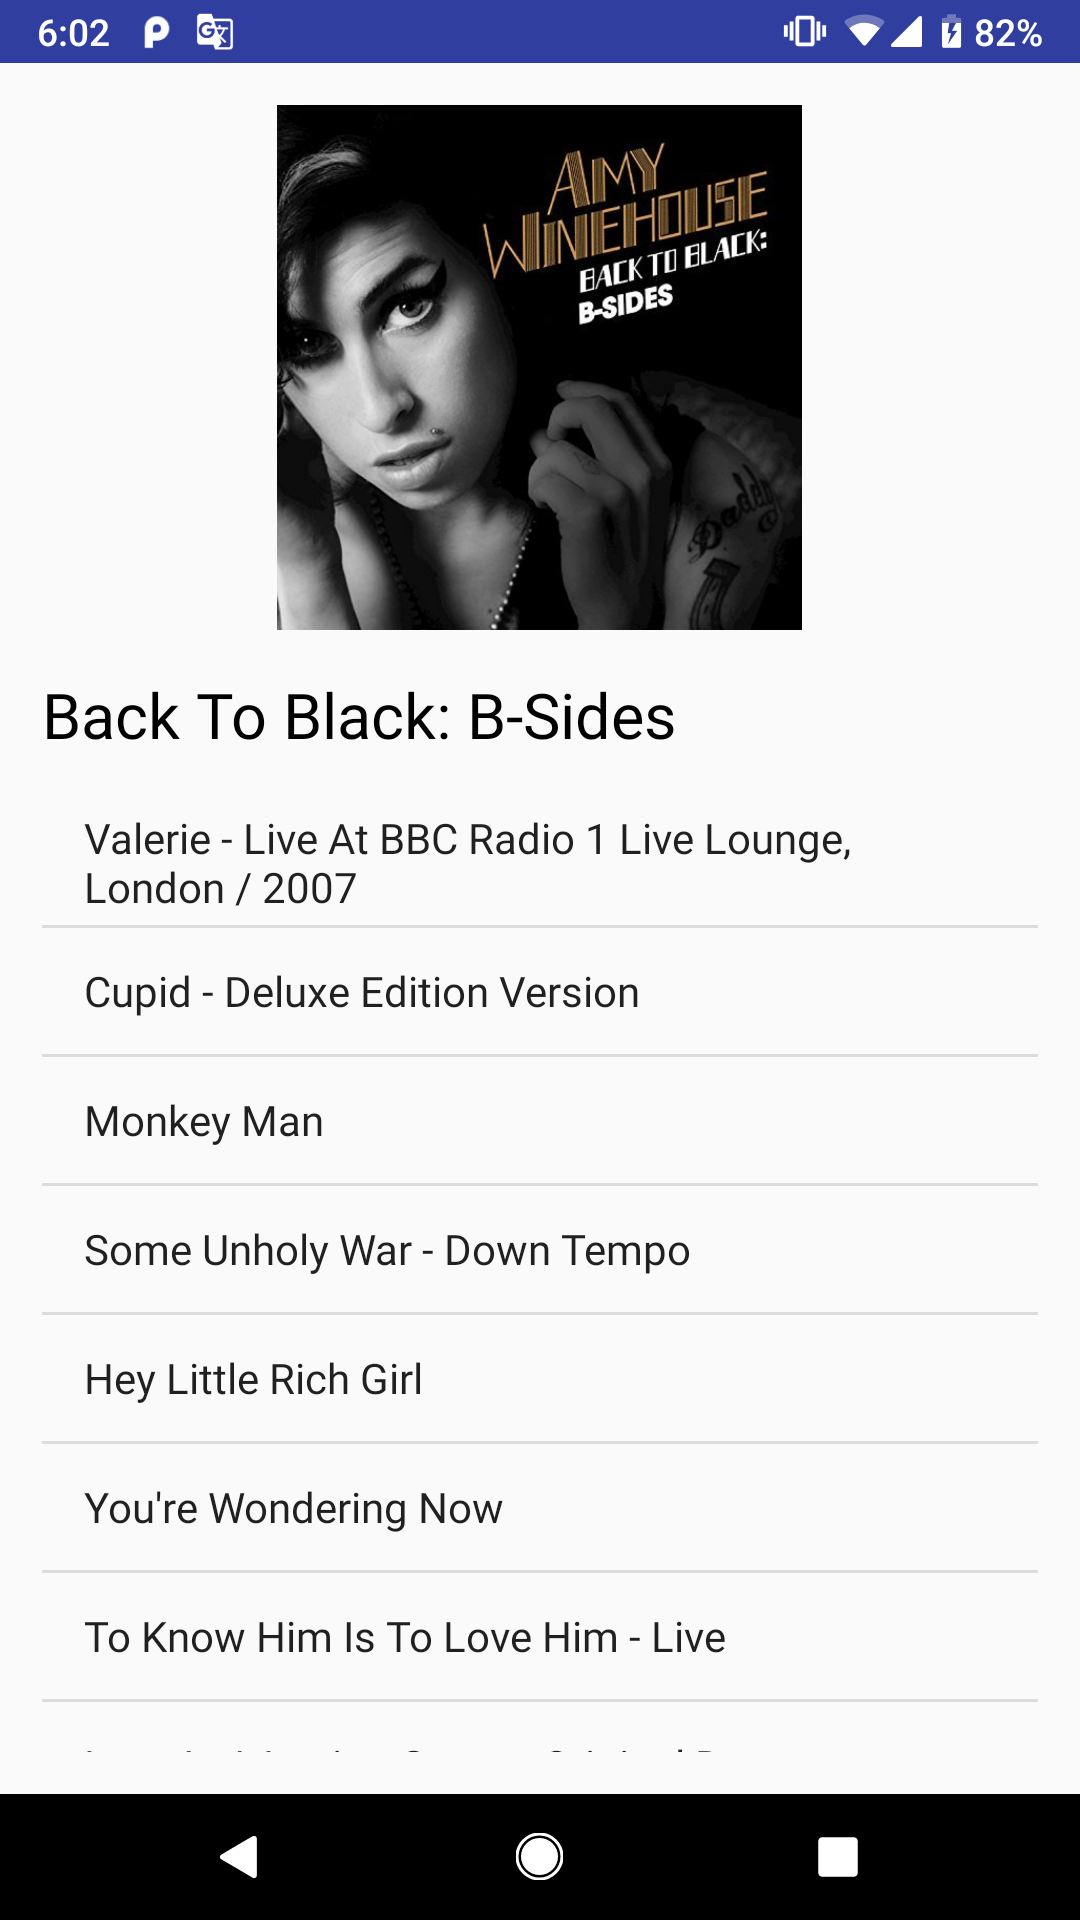 6:02
82%
AMY
WINEHOUSE
BACK TO BLACK:
B-SIDES
Daddy
Back To Black: B-Sides
Valerie - Live At BBC Radio 1 Live Lounge,
London / 2007
Cupid - Deluxe Edition Version
Monkey Man
Some Unholy War - Down Tempo
Hey Little Rich Girl
You're Wondering Now
To Know Him Is To Love Him - Live